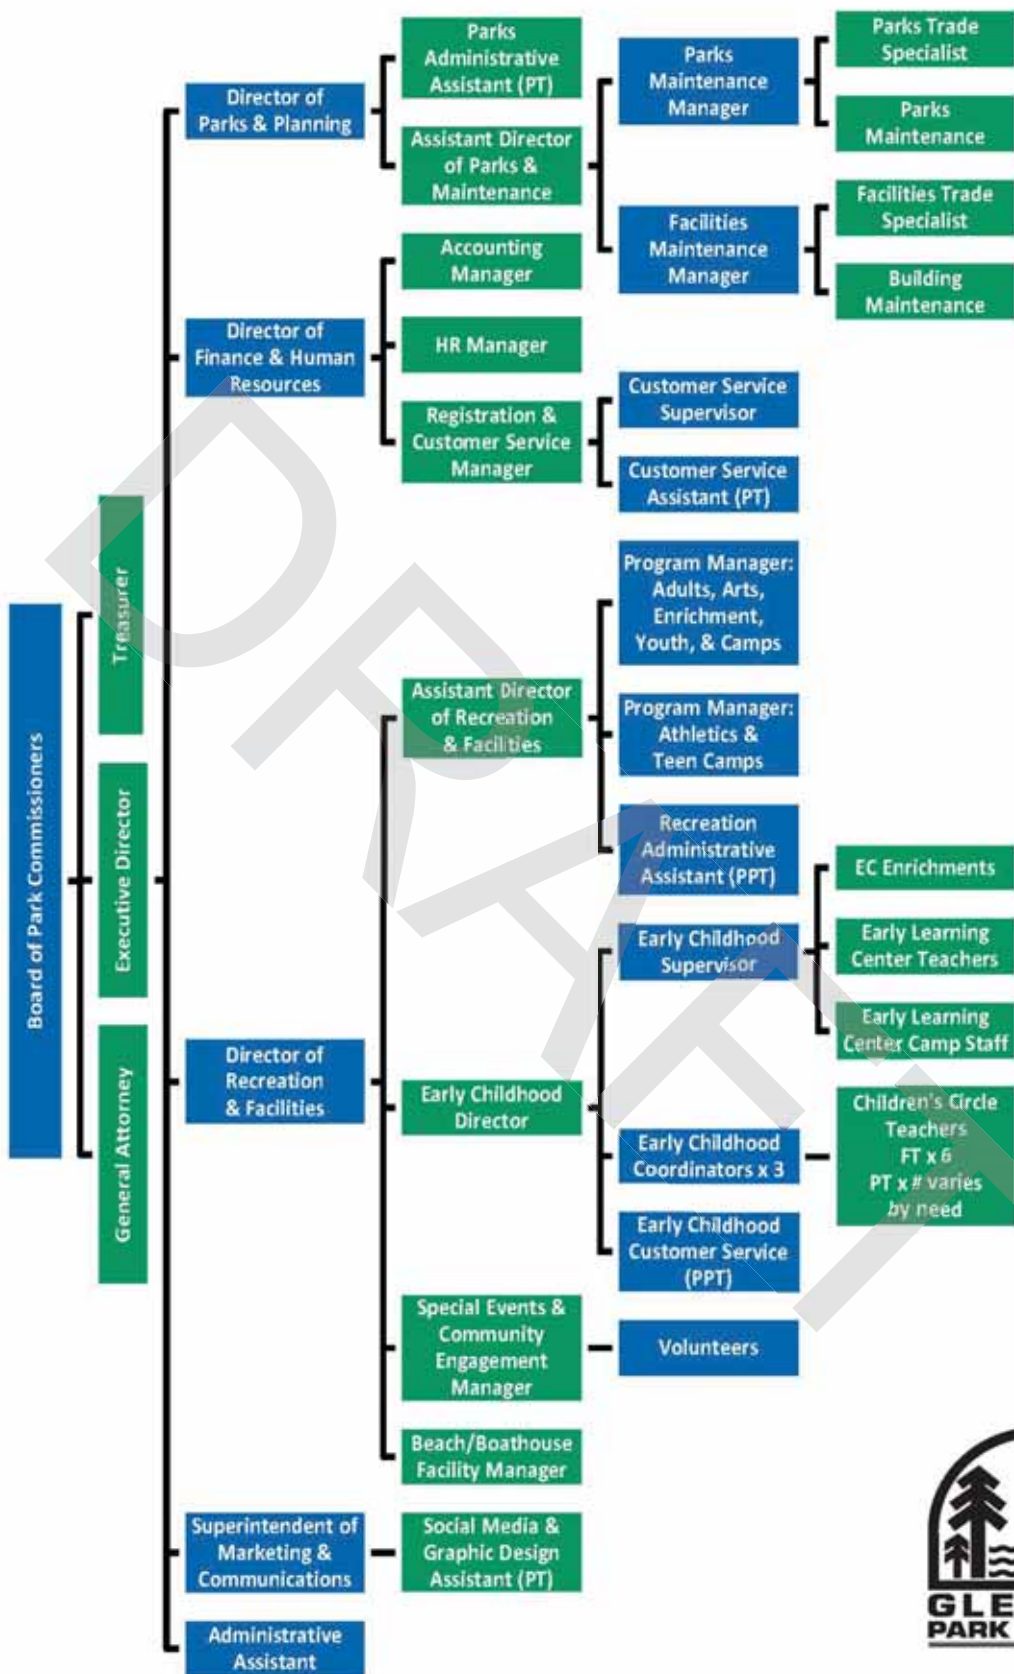 Board of Park Commissioners
Treasurer
Executive Director
General Attorney
Director of
Parks & Planning
Parks
Administrative
Assistant (PT)
Assistant Director
of Parks &
Maintenance
Parks
Maintenance
Manager
Parks Trade
Specialist
Parks
Maintenance
Facilities
Maintenance
Manager
Facilities Trade
Specialist
Building
Maintenance
Director of
Finance & Human
Resources
Accounting
Manager
HR Manager
Registration &
Customer Service
Manager
Customer Service
Supervisor
Customer Service
Assistant (PT)
Director of
Recreation
& Facilities
Assistant Director
of Recreation
& Facilities
Program Manager:
Adults, Arts,
Enrichment,
Youth, & Camps
Program Manager:
Athletics &
Teen Camps
Recreation
Administrative
Assistant (PPT)
Early Childhood
Director
Early Childhood
Supervisor
EC Enrichments
Early Learning
Center Teachers
Early Learning
Center Camp Staff
Early Childhood
Coordinators x 3
Children's Circle
Teachers
FT x 6
PT x # varies
by need
Early Childhood
Customer Service
(PPT)
Special Events &
Community
Engagement
Manager
Volunteers
Beach/Boathouse
Facility Manager
Superintendent of
Marketing &
Communications
Social Media &
Graphic Design
Assistant (PT)
Administrative
Assistant
DRAFT
GLE
PARK